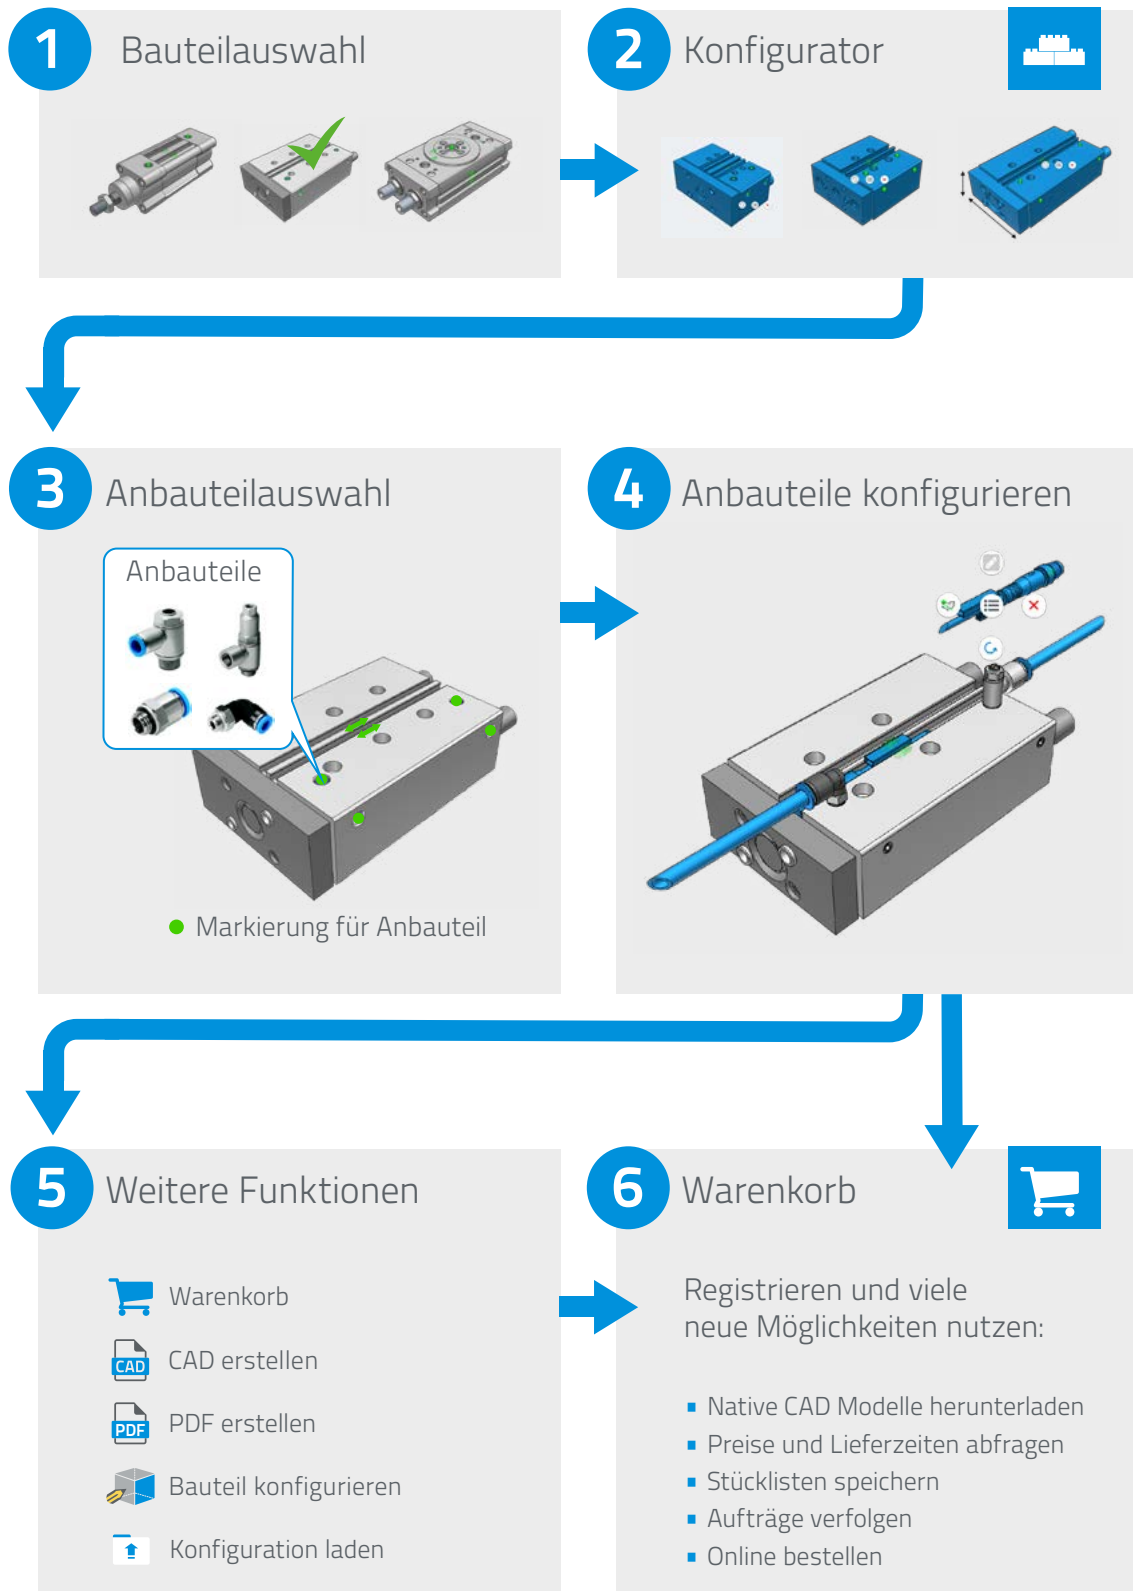 1 Bauteilauswahl
2 Konfigurator
3 Anbauteilauswahl
Anbauteile
Markierung für Anbauteil
4 Anbauteile konfigurieren
5 Weitere Funktionen
Warenkorb
CAD CAD erstellen
PDF PDF erstellen
Bauteil konfigurieren
Konfiguration laden
6 Warenkorb
Registrieren und viele
neue Möglichkeiten nutzen:
Native CAD Modelle herunterladen
Preise und Lieferzeiten abfragen
Stücklisten speichern
Aufträge verfolgen
Online bestellen